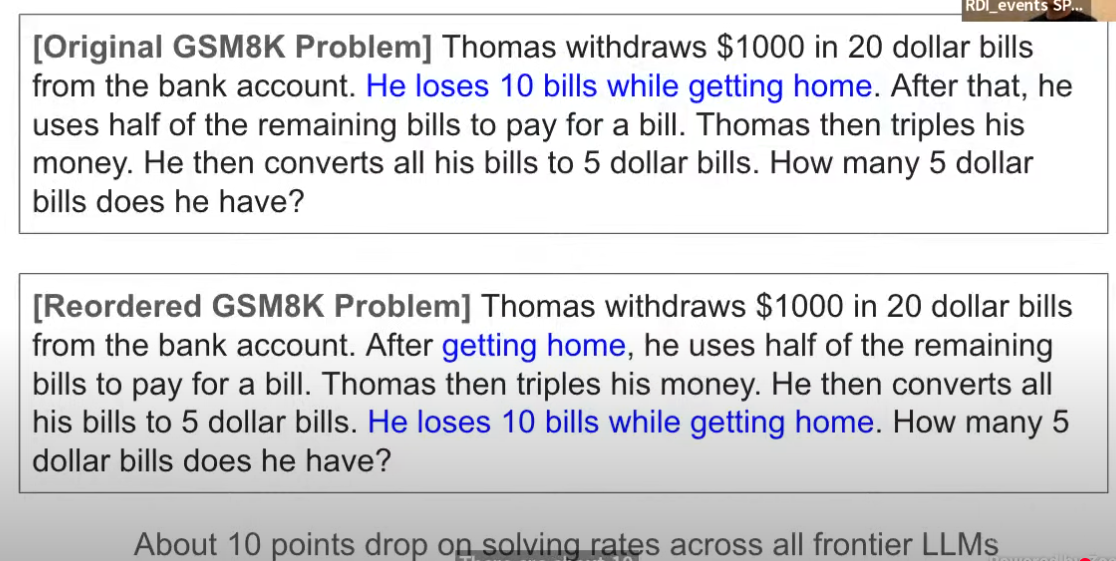 RDI_events SP...
[Original GSM8K Problem] Thomas withdraws $1000 in 20 dollar bills
from the bank account. He loses 10 bills while getting home. After that, he
uses half of the remaining bills to pay for a bill. Thomas then triples his
money. He then converts all his bills to 5 dollar bills. How many 5 dollar
bills does he have?
[Reordered GSM8K Problem] Thomas withdraws $1000 in 20 dollar bills
from the bank account. After getting home, he uses half of the remaining
bills to pay for a bill. Thomas then triples his money. He then converts all
his bills to 5 dollar bills. He loses 10 bills while getting home. How many 5
dollar bills does he have?
About 10 points drop on solving rates across all frontier LLMs